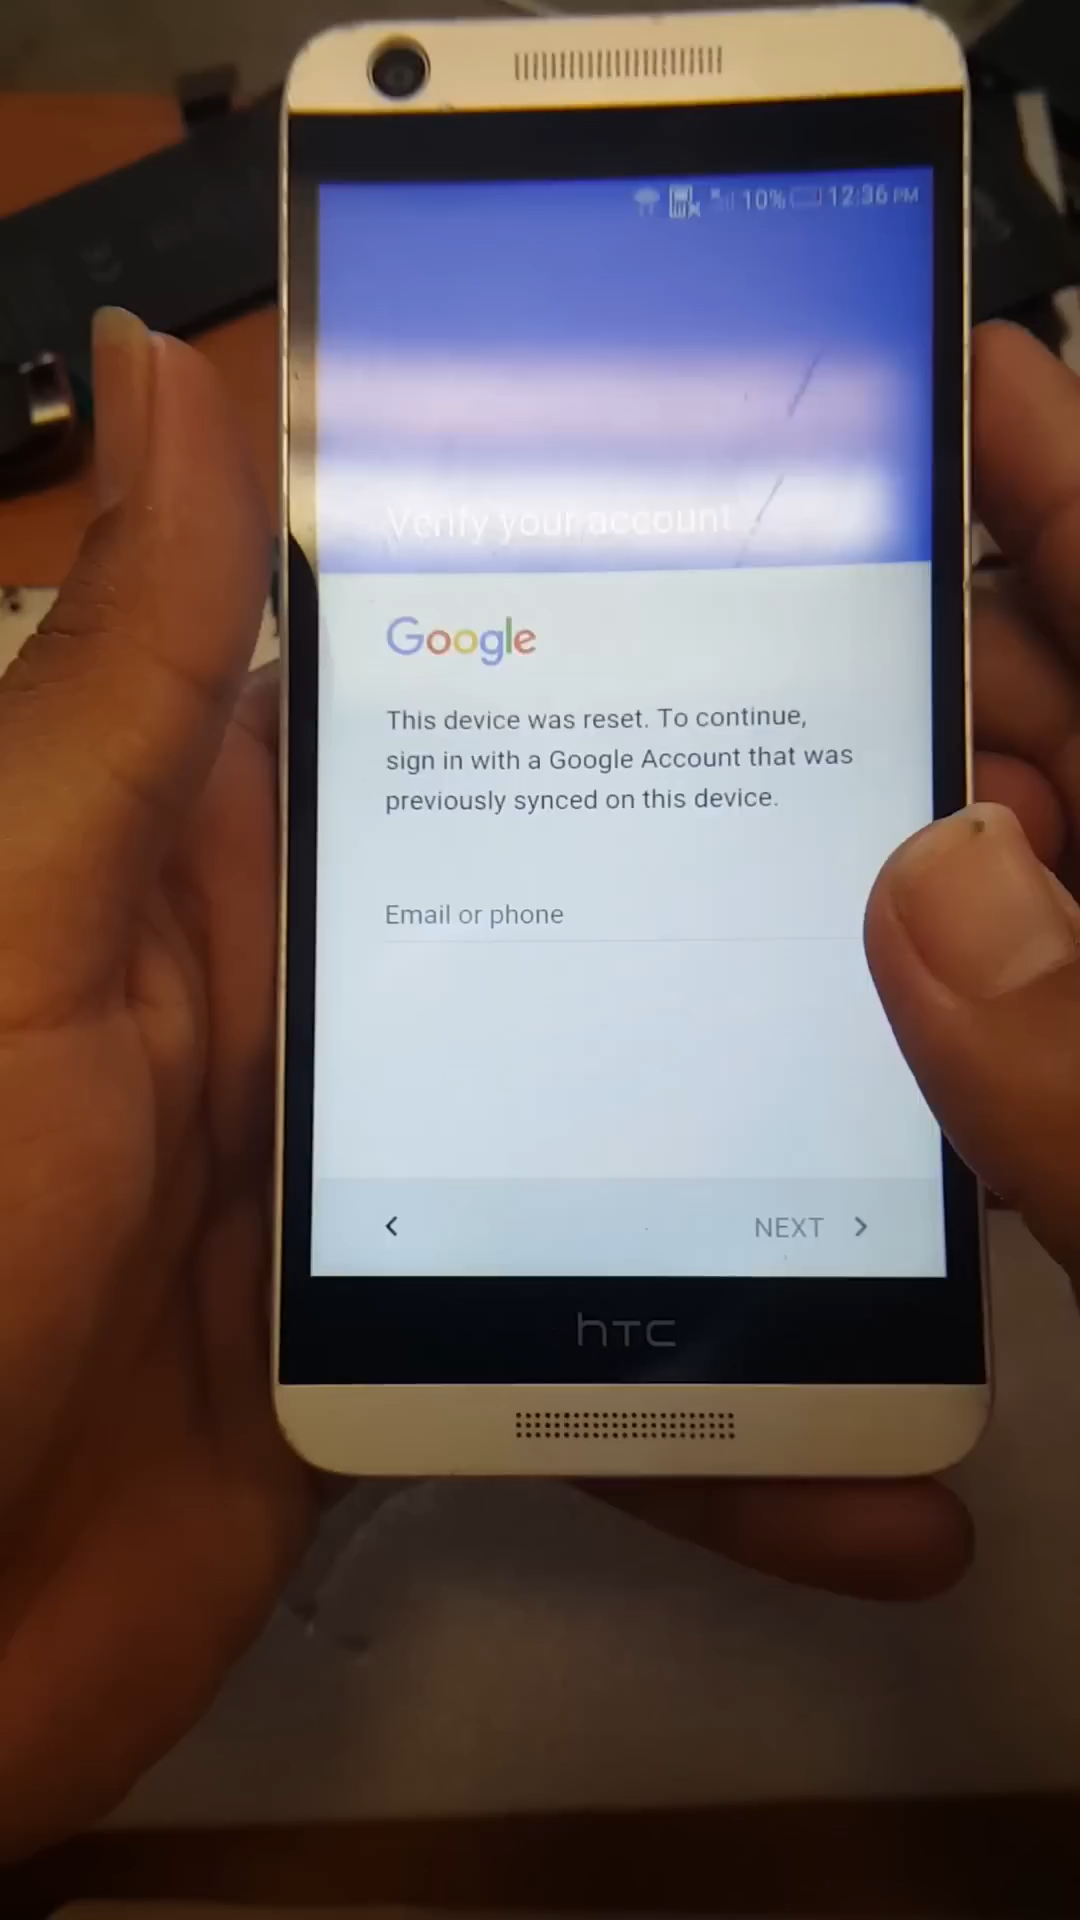 10% 12:36 PM
Verify your account
Google
This device was reset. To continue,
sign in with a Google Account that was
previously synced on this device.
Email or phone
NEXT
hTC